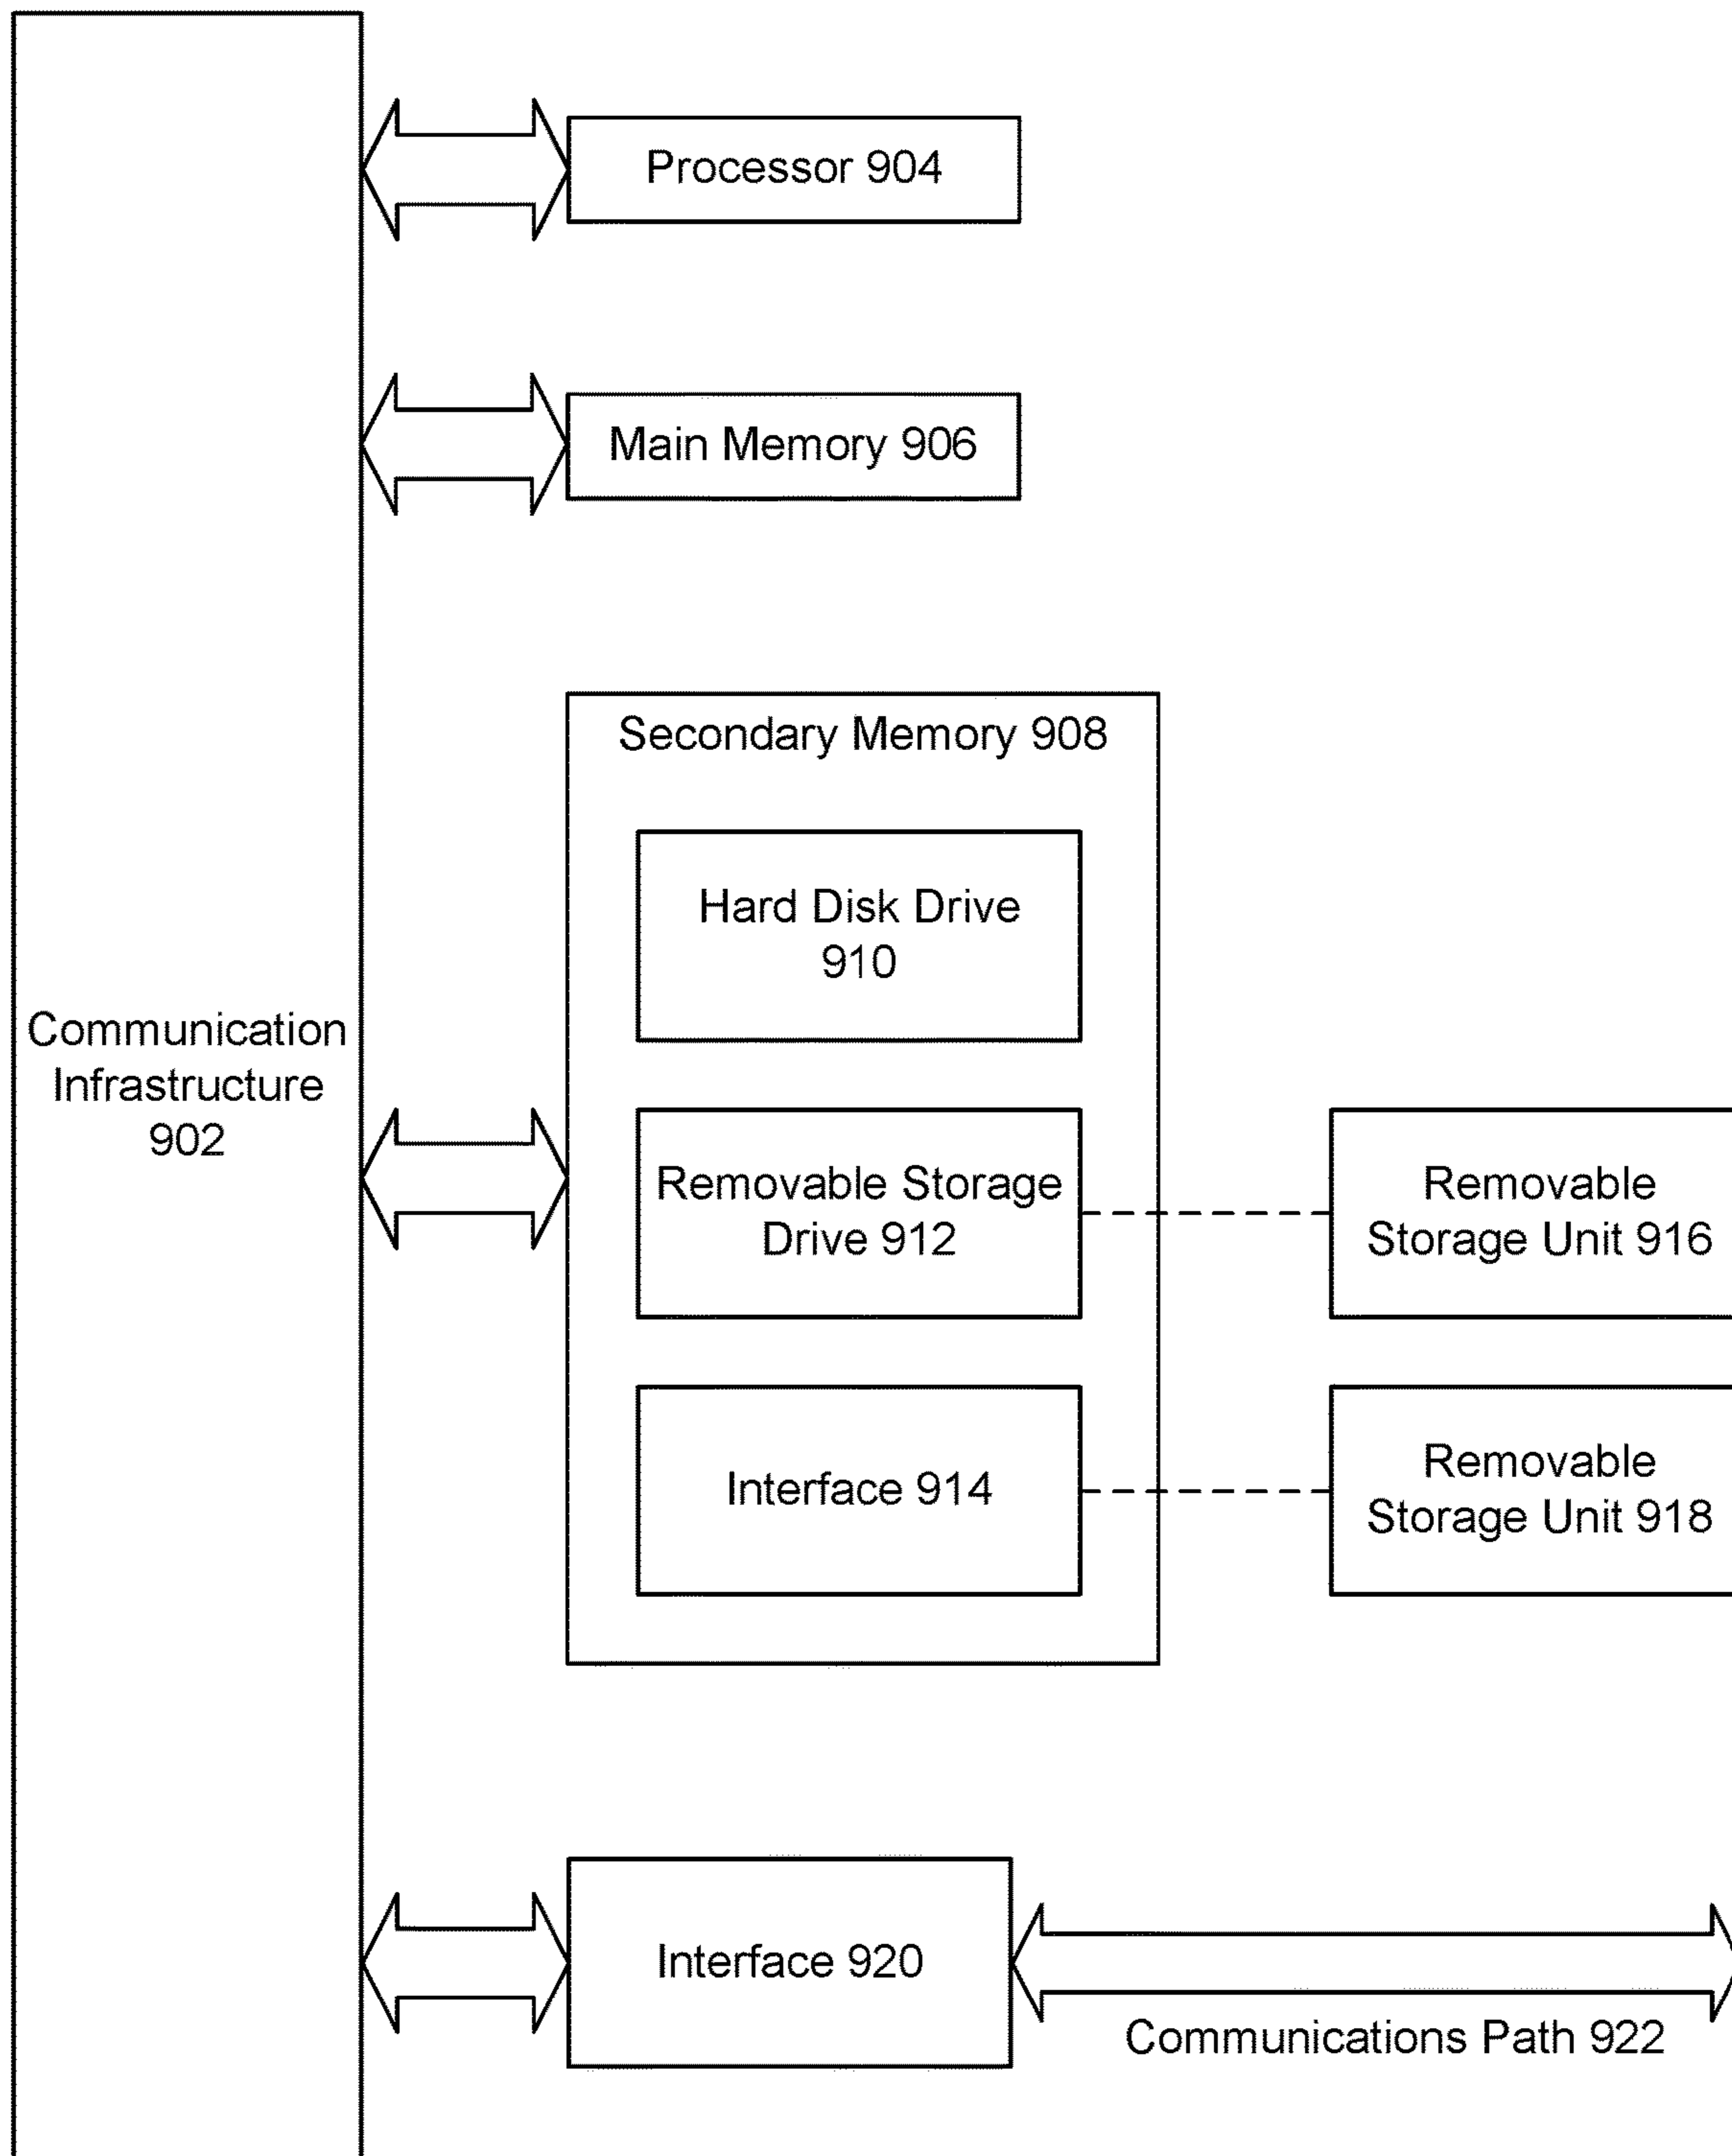 Processor 904
Main Memory 906
Secondary Memory 908
Hard Disk Drive
910
Communication
Infrastructure
902
Removable Storage
Drive 912
Removable
Storage Unit 916
Interface 914
Removable
Storage Unit 918
Interface 920
Communications Path 922